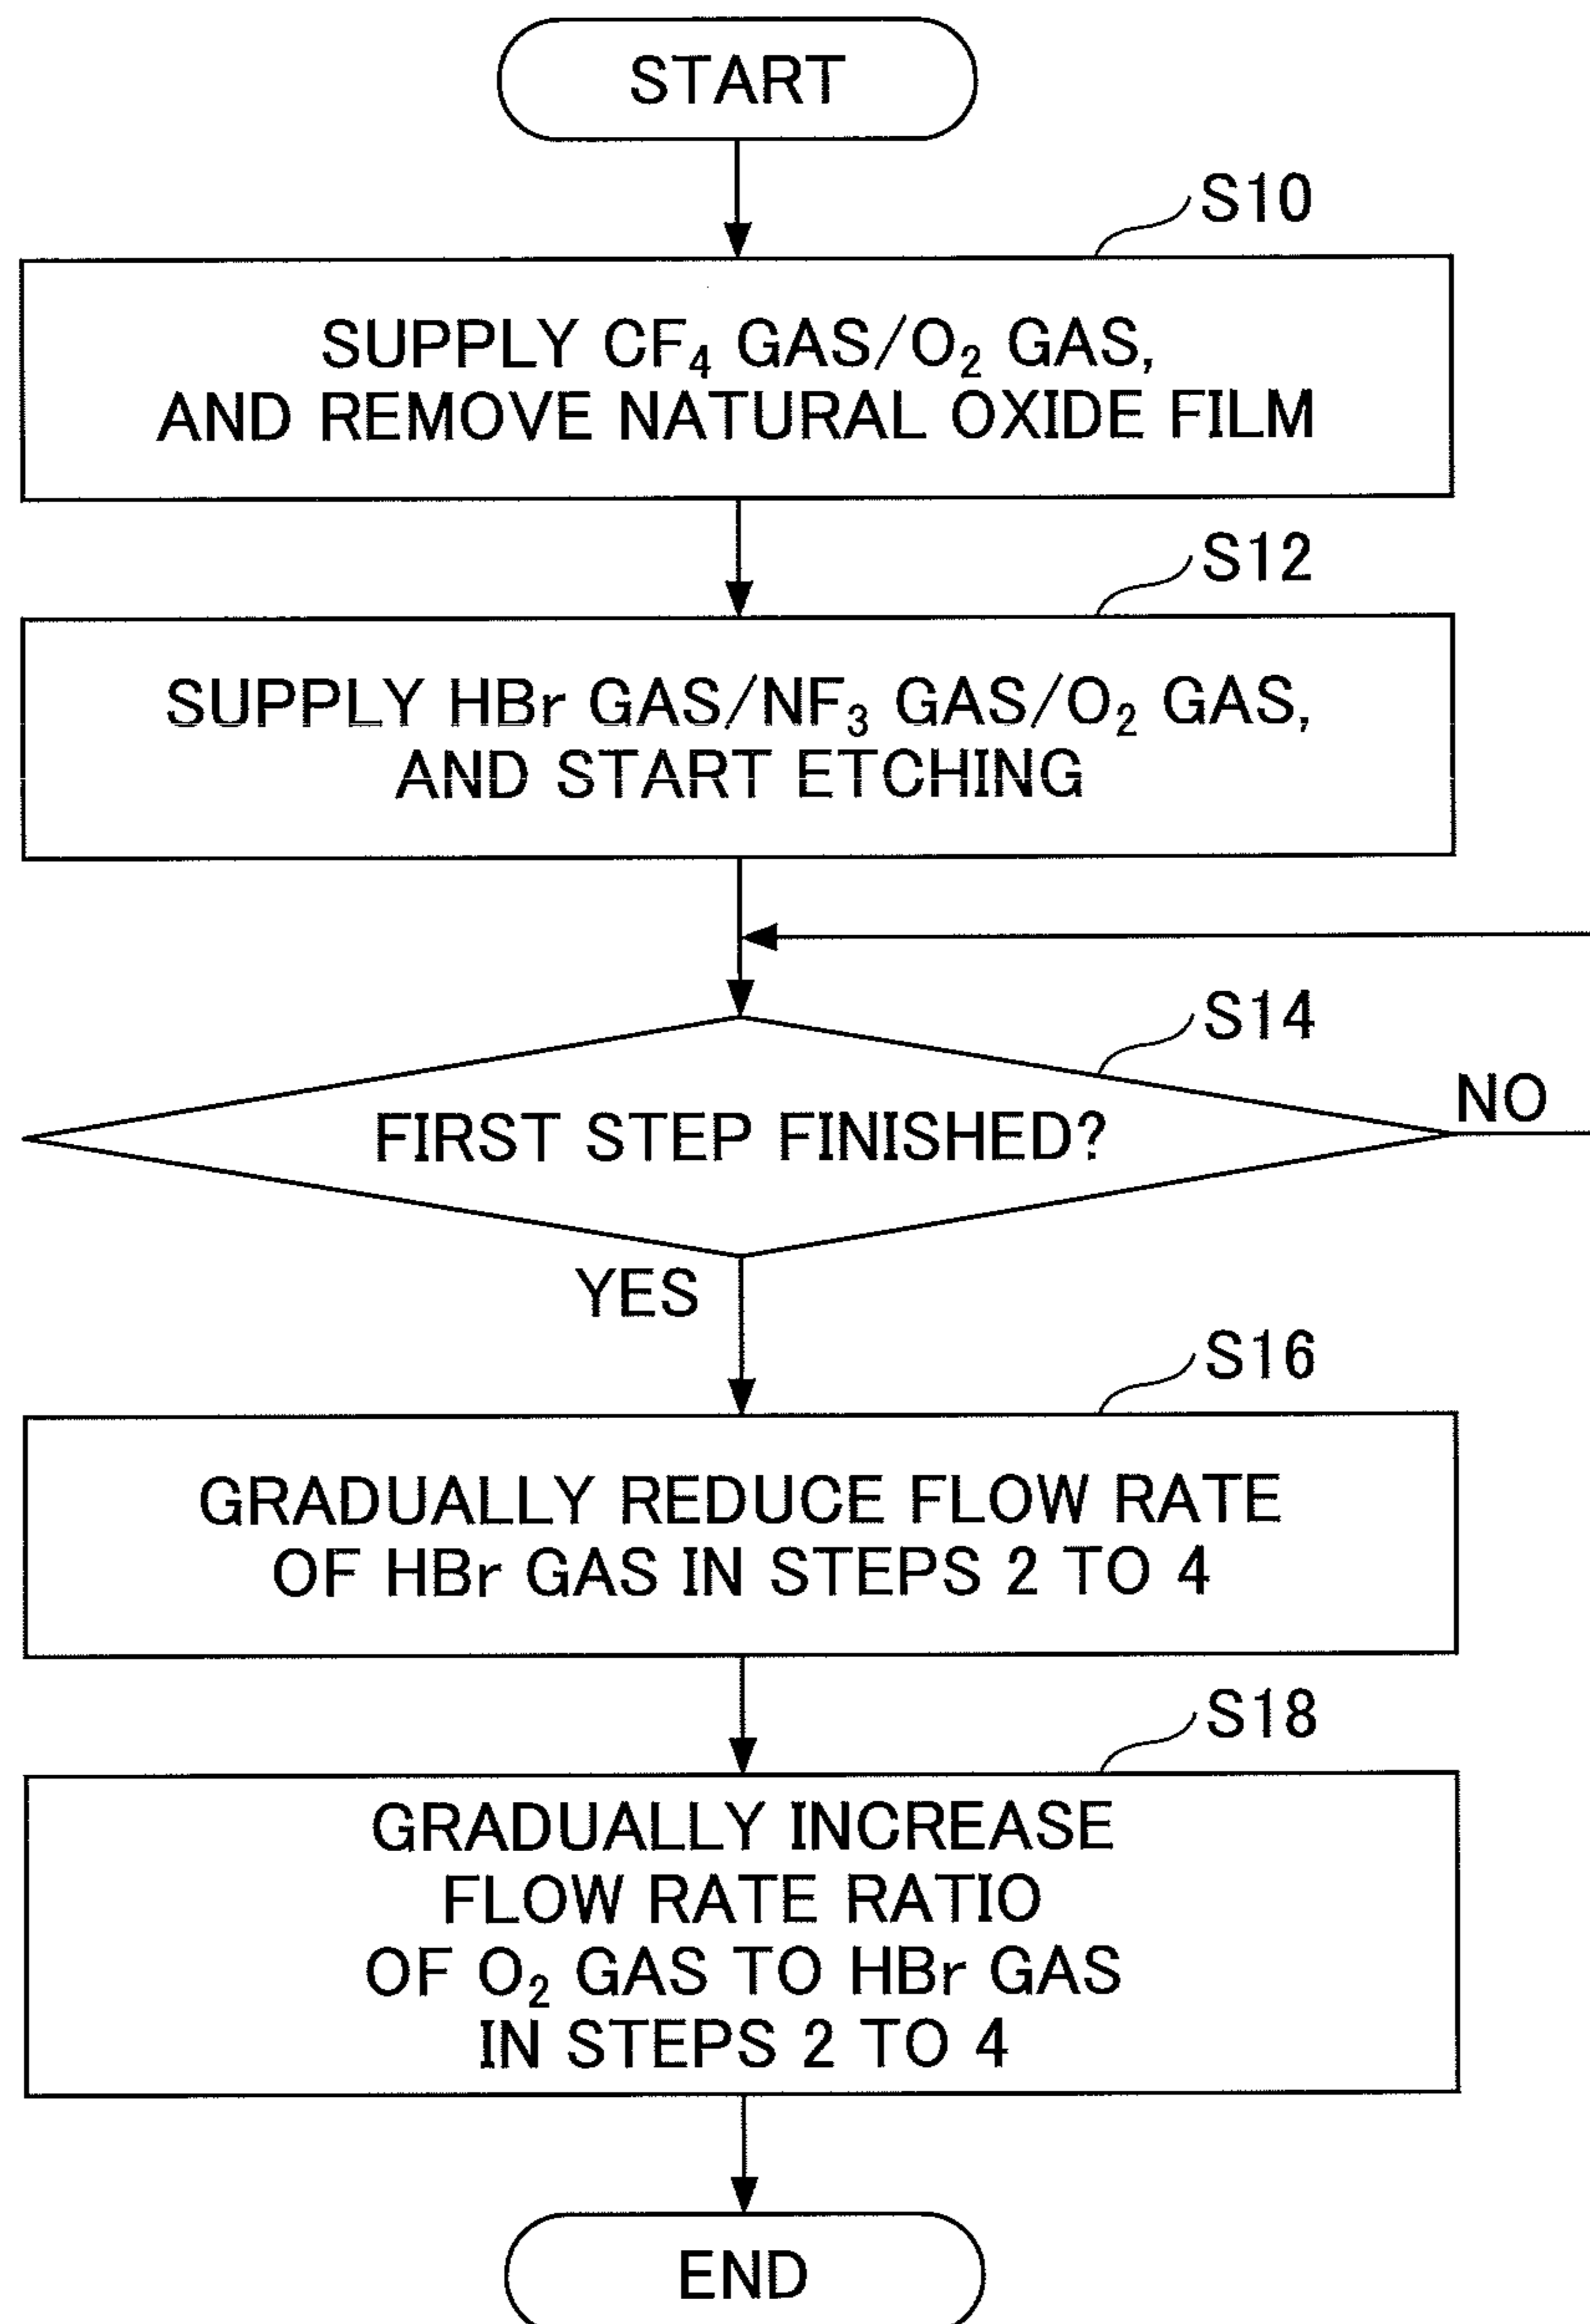 START
S10
SUPPLY CF₄ GAS/O₂ GAS,
AND REMOVE NATURAL OXIDE FILM
S12
SUPPLY HBr GAS/NF₃ GAS/O₂ GAS,
AND START ETCHING
S14
FIRST STEP FINISHED?
NO
YES
S16
GRADUALLY REDUCE FLOW RATE
OF HBr GAS IN STEPS 2 TO 4
S18
GRADUALLY INCREASE
FLOW RATE RATIO
OF O₂ GAS TO HBr GAS
IN STEPS 2 TO 4
END